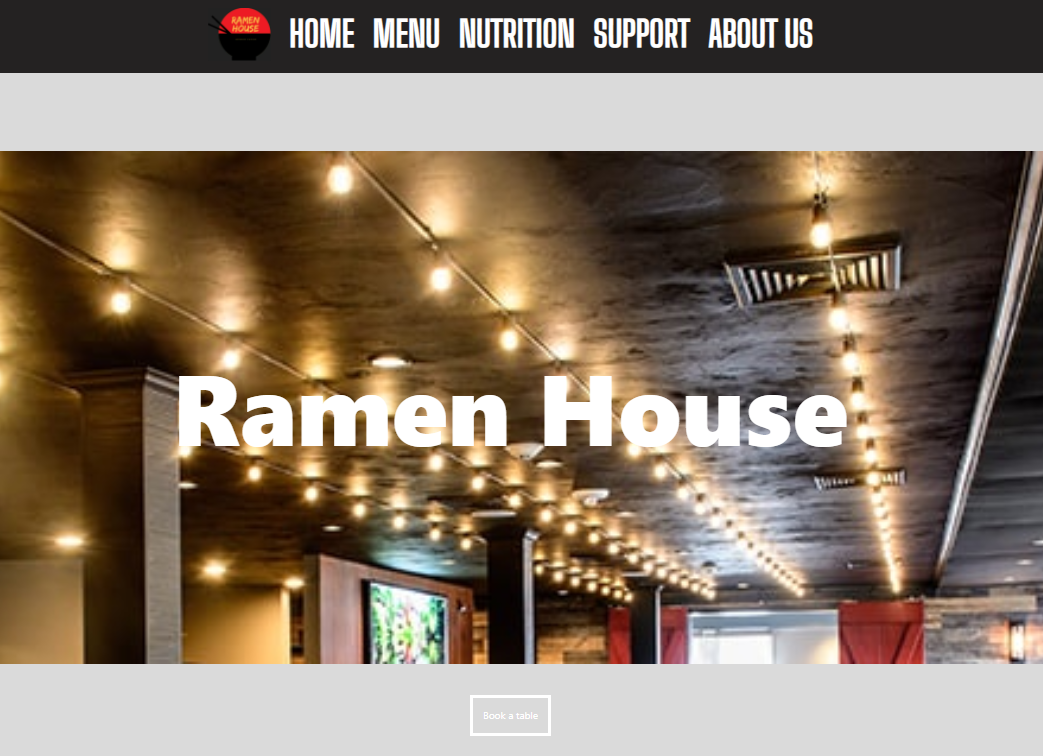 RAMEN
HOUSE
HOME MENU NUTRITION SUPPORT ABOUT US
Ramen House
Book a table